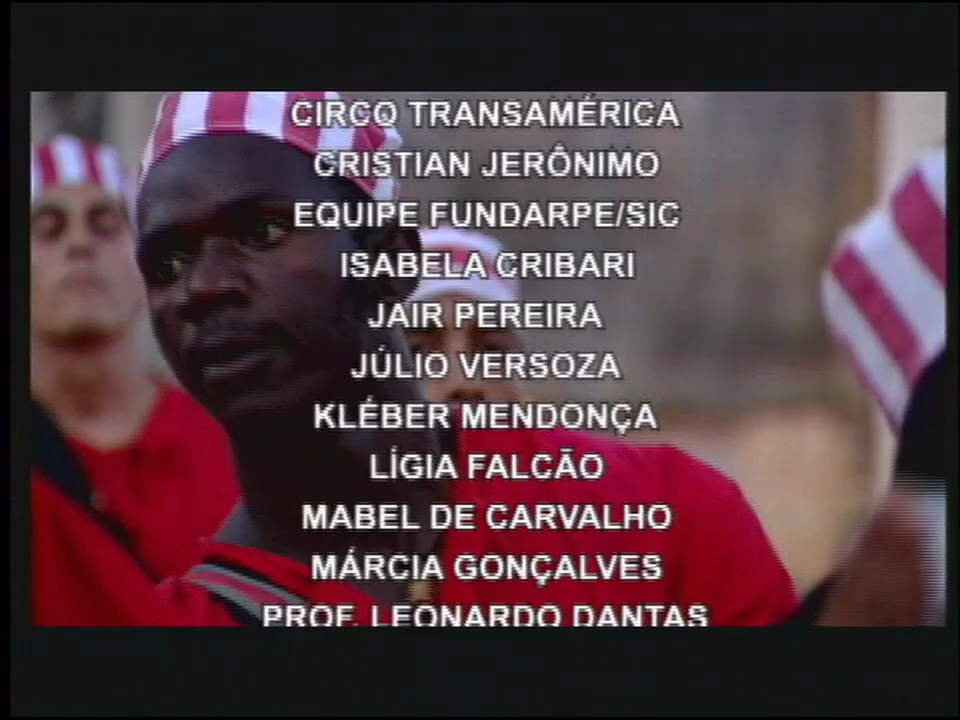 CIRCO TRANSAMÉRICA
CRISTIAN JERÔNIMO
EQUIPE FUNDARPE/SIC
ISABELA CRIBARI
JAIR PEREIRA
JÚLIO VERSOZA
KLÉBER MENDONÇA
LÍGIA FALCÃO
MABEL DE CARVALHO
MÁRCIA GONÇALVES
PROF. LEONARDO DANTAS